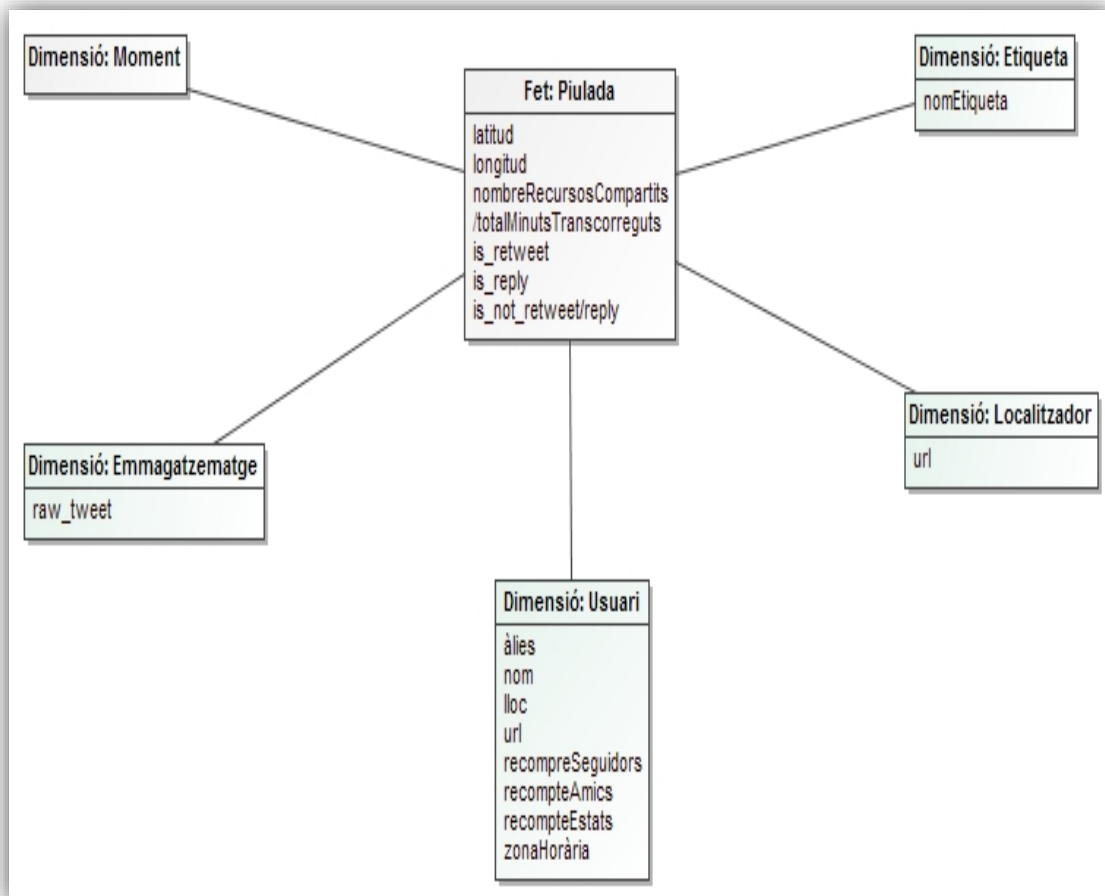 Dimensió: Moment
Fet: Piulada
latitud
longitud
nombreRecursosCompartits
/totalMinutsTranscorreguts
is_retweet
is_reply
is_not_retweet/reply
Dimensió: Etiqueta
nomEtiqueta
Dimensió: Localitzador
url
Dimensió: Emmagatzematge
raw_tweet
Dimensió: Usuari
àlies
nom
lloc
url
recompreSeguidors
recompteAmics
recompteEstats
zonaHorària